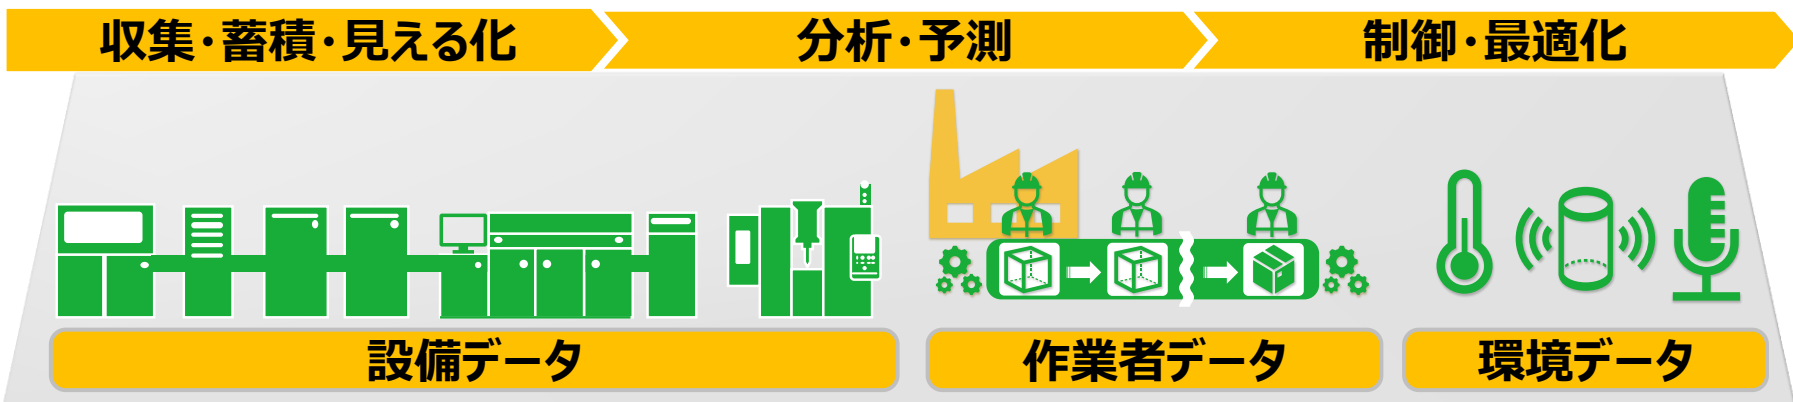 収集・蓄積・見える化
分析・予測
制御・最適化
設備データ
作業者データ
環境データ